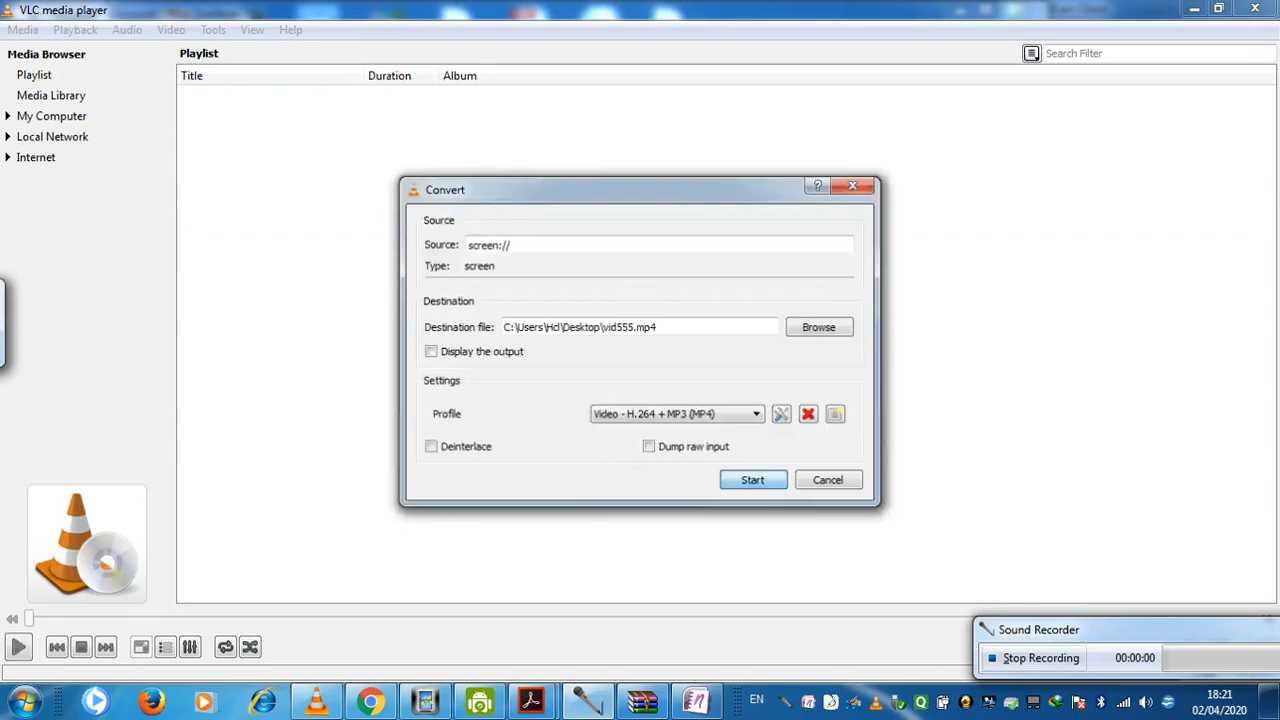 VLC media player
Media Playback Audio Video Tools View Help
Media Browser
Playlist
Media Library
My Computer
Local Network
Internet
Playlist
Search Filter
Title Duration Album
Convert
Source
Source: screen://
Type: screen
Destination
Destination file: C:\Users\Hcl\Desktop\vid555.mp4 Browse
Display the output
Settings
Profile Video - H.264 + MP3 (MP4)
Deinterlace Dump raw input
Start Cancel
Sound Recorder
Stop Recording 00:00:00
EN
18:21
02/04/2020